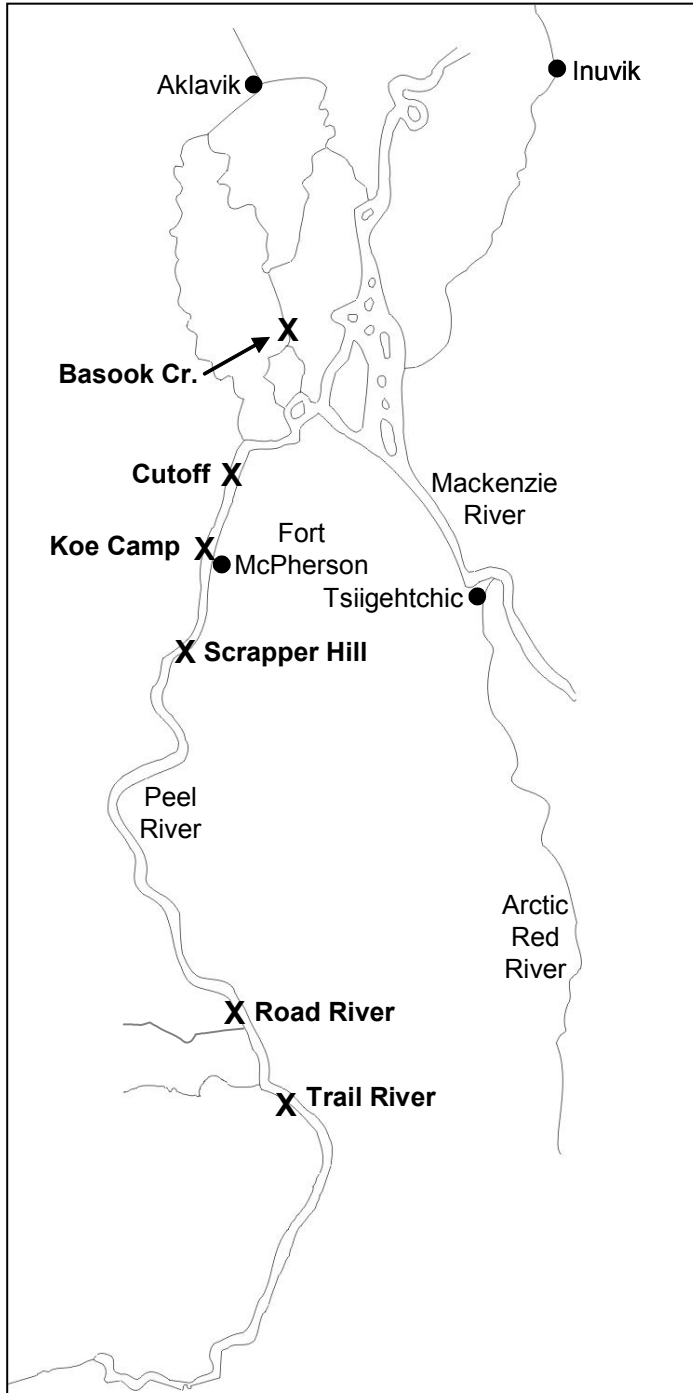 Aklavik
Inuvik
Basook Cr.
Cutoff
Mackenzie
River
Koe Camp
Fort
McPherson
Tsiigehtchic
Scrapper Hill
Peel
River
Arctic
Red
River
Road River
Trail River